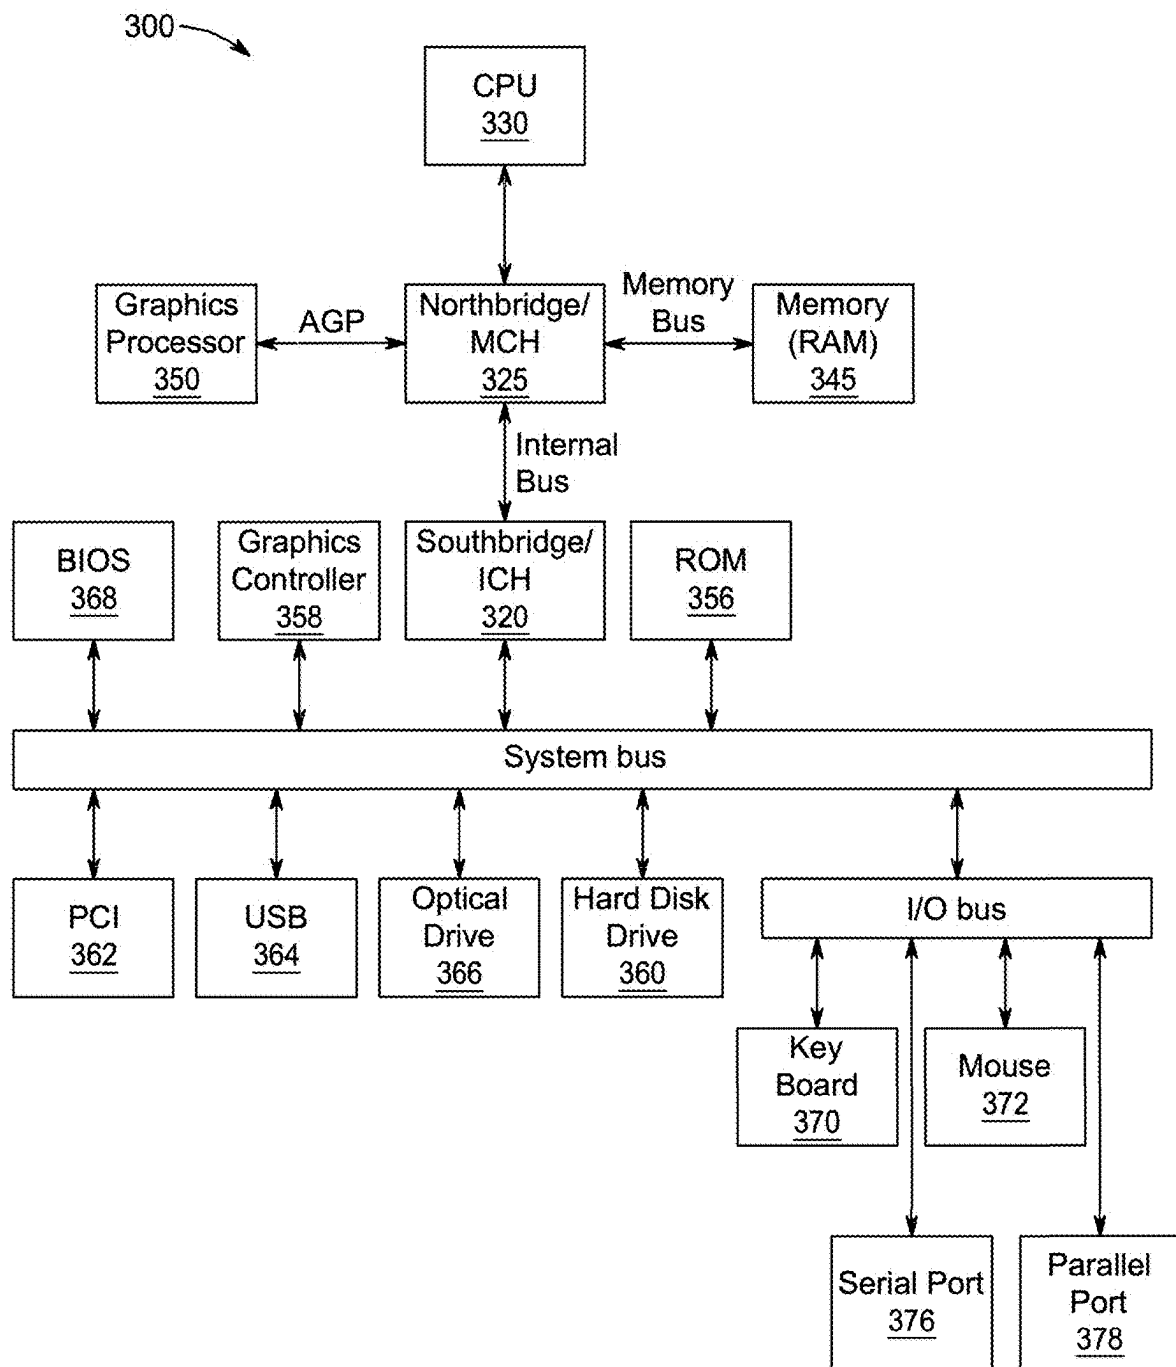 300
CPU
330
Graphics
Processor
350
AGP
Northbridge/
MCH
325
Memory
Bus
Memory
(RAM)
345
Internal
Bus
BIOS
368
Graphics
Controller
358
Southbridge/
ICH
320
ROM
356
System bus
PCI
362
USB
364
Optical
Drive
366
Hard Disk
Drive
360
I/O bus
Key
Board
370
Mouse
372
Serial Port
376
Parallel
Port
378